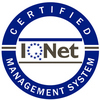 CERTIFIED
IQNet
MANAGEMENT SYSTEM